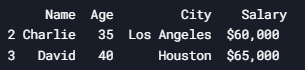 Name Age City Salary
2 Charlie 35 Los Angeles $60,000
3 David 40 Houston $65,000